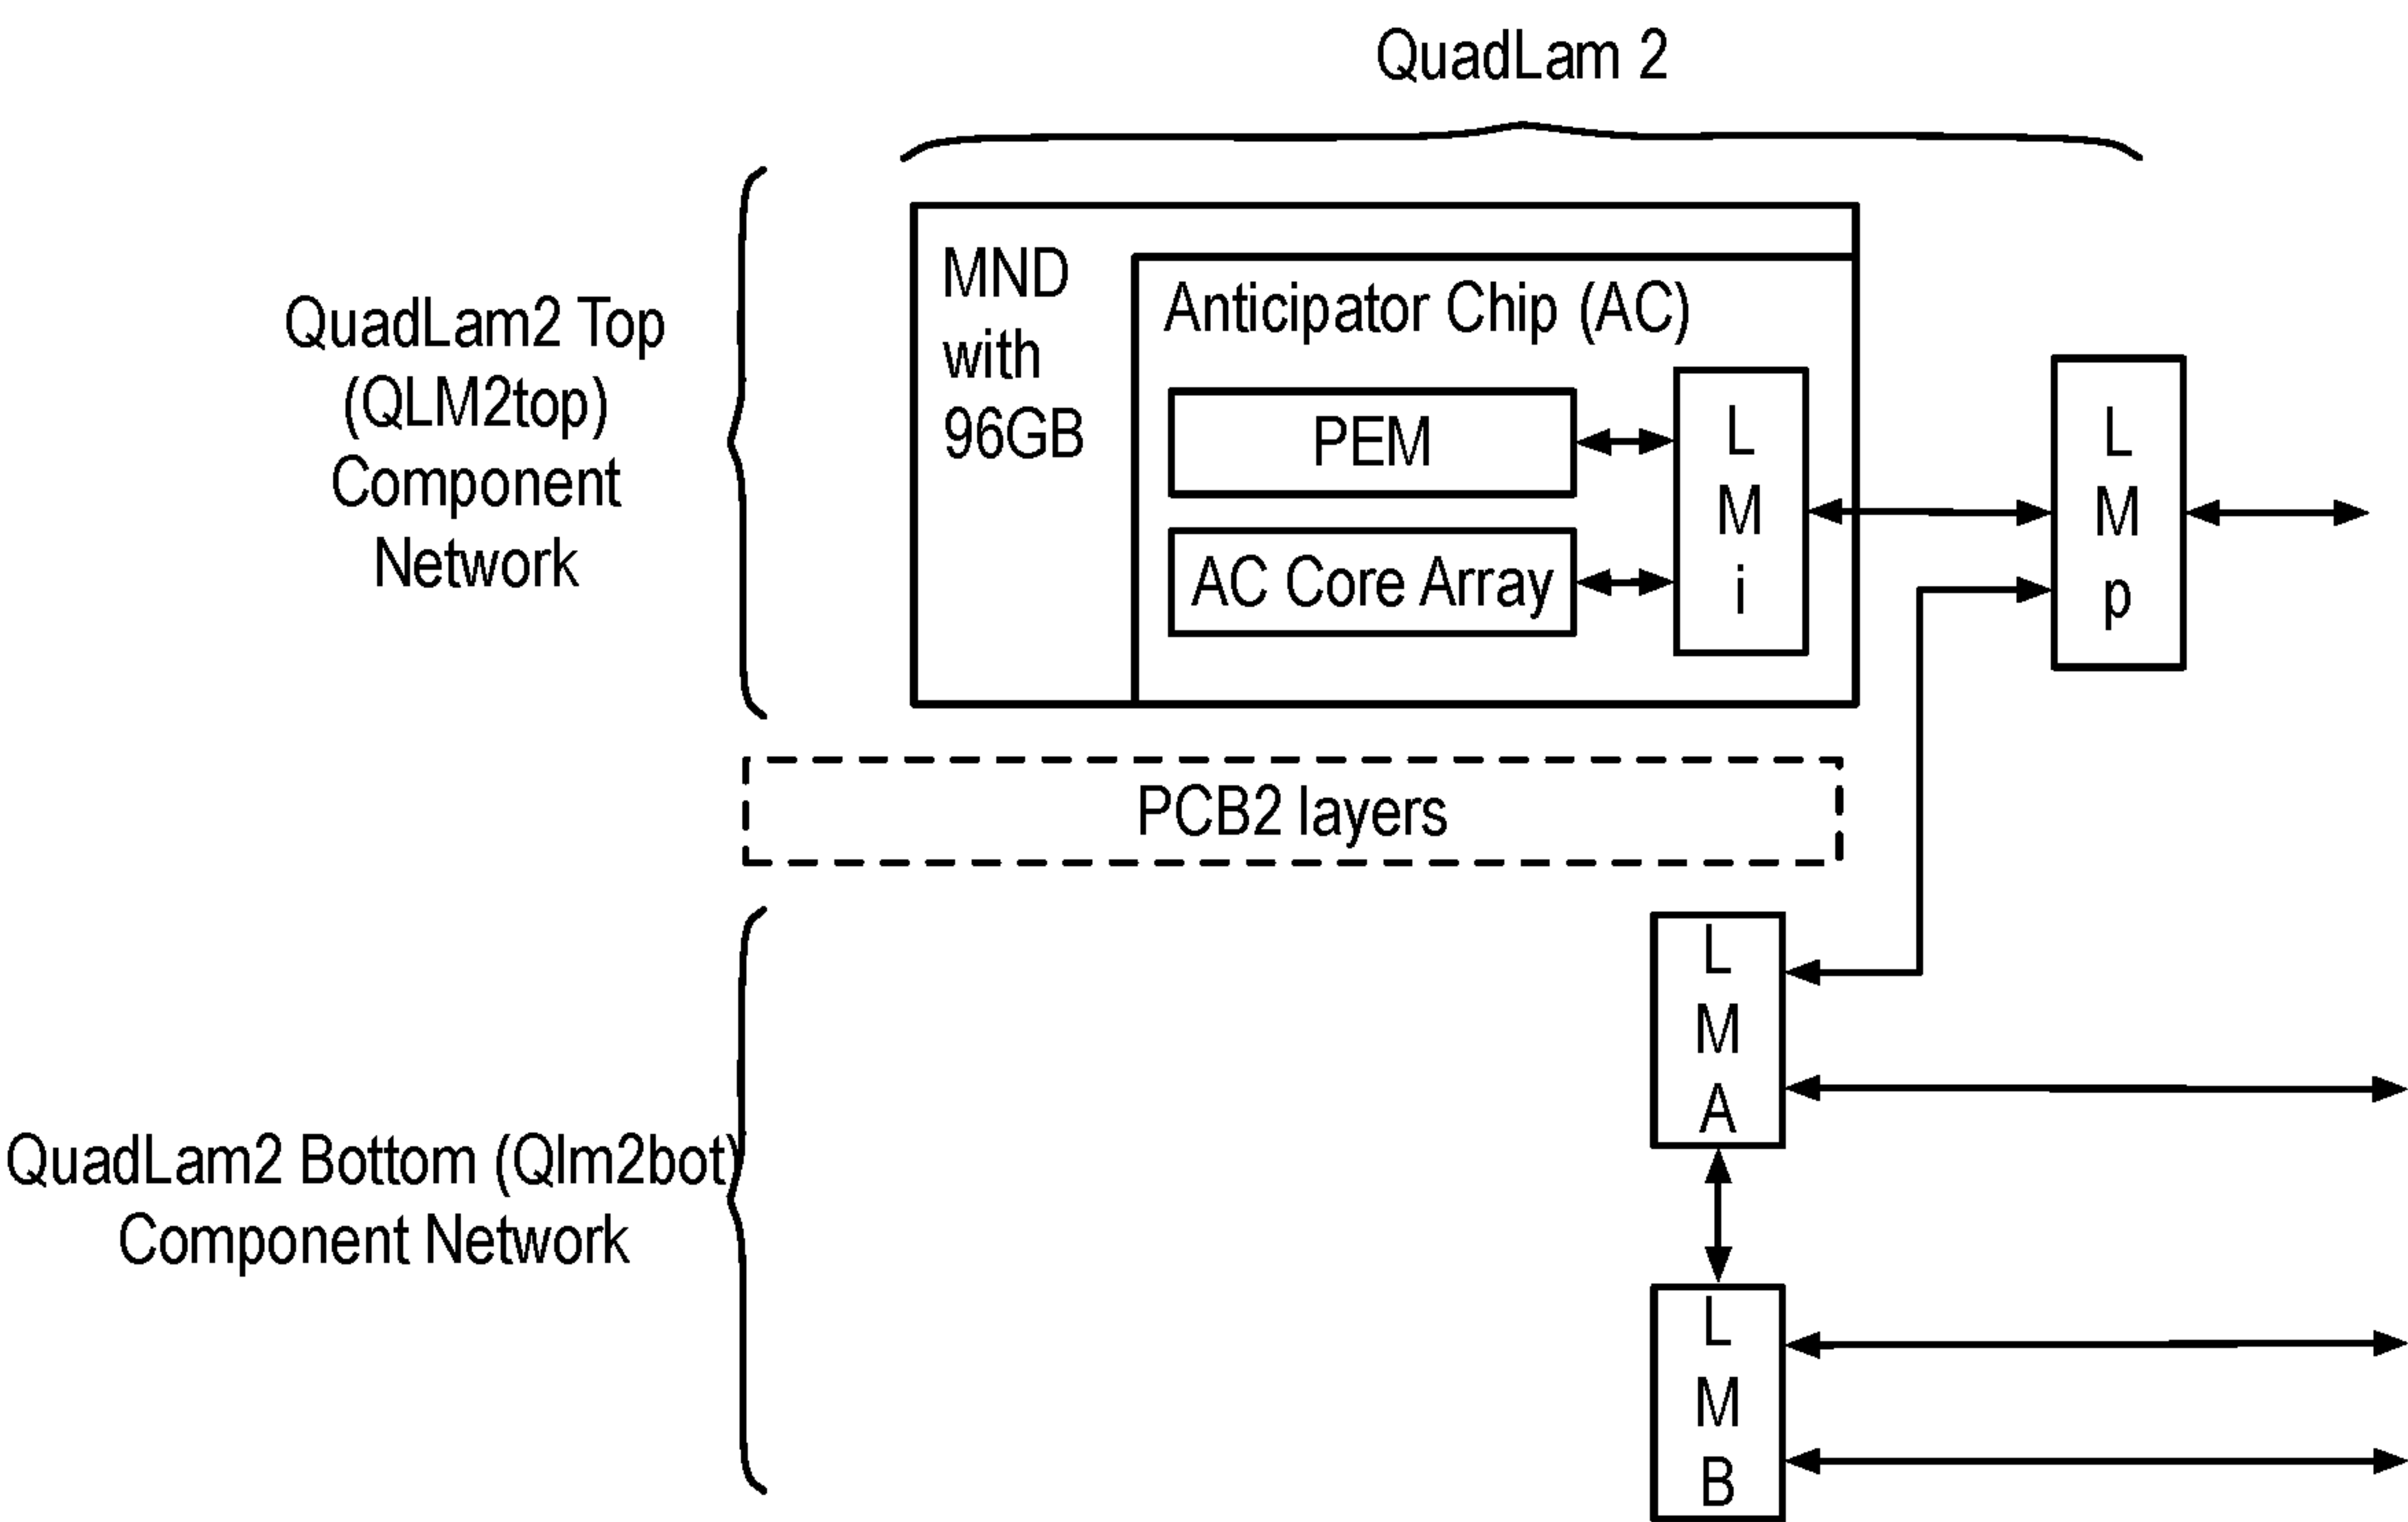 QuadLam 2
QuadLam2 Top
(QLM2top)
Component
Network
MND
with
96GB
Anticipator Chip (AC)
PEM
AC Core Array
L
M
i
L
M
p
PCB2 layers
QuadLam2 Bottom (Qlm2bot)
Component Network
L
M
A
L
M
B